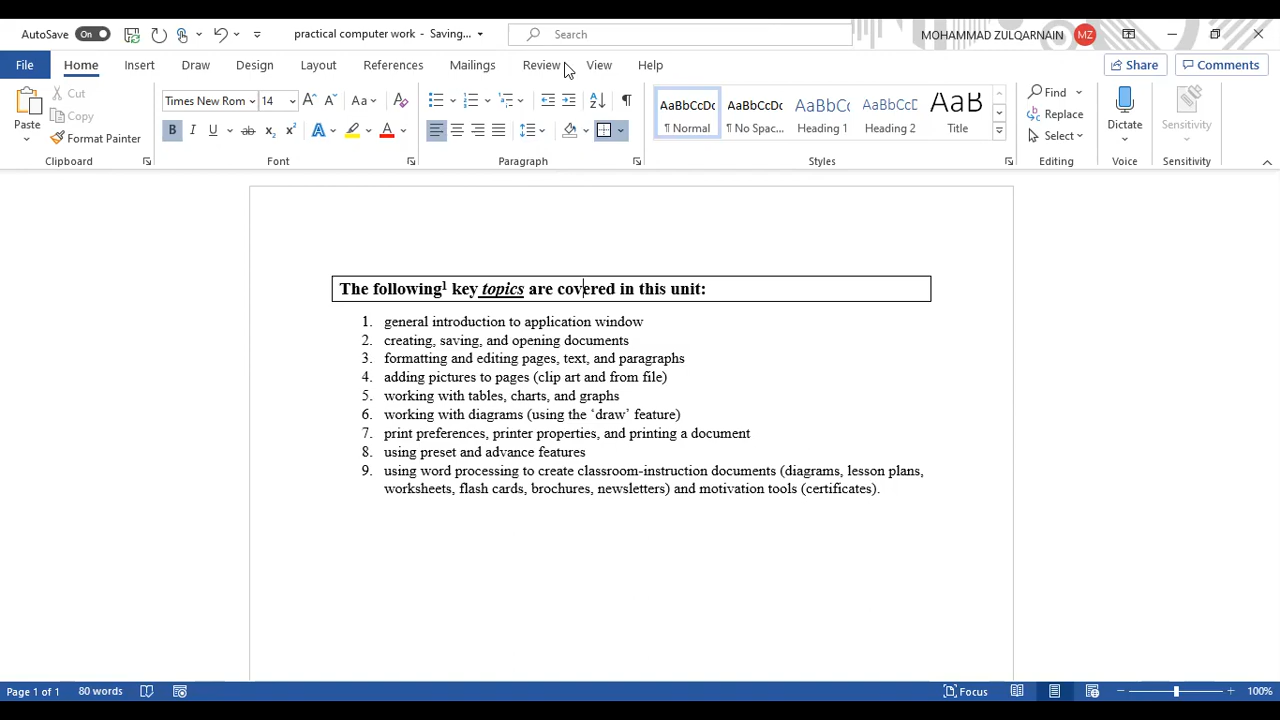 AutoSave On practical computer work - Saving... Search MOHAMMAD ZULQARNAIN MZ
File Home Insert Draw Design Layout References Mailings Review View Help Share Comments
Paste Cut Copy Format Painter
Clipboard
Times New Rom 14 Aa
B I U ab x₂ x² A A
Font
Paragraph
AaBbCcDc AaBbCcDc AaBbCc AaBbCcD AaB
¶ Normal ¶ No Spac... Heading 1 Heading 2 Title
Styles
Find
Replace
Select
Editing
Dictate
Voice
Sensitivity
Sensitivity
The following¹ key topics are covered in this unit:
1. general introduction to application window
2. creating, saving, and opening documents
3. formatting and editing pages, text, and paragraphs
4. adding pictures to pages (clip art and from file)
5. working with tables, charts, and graphs
6. working with diagrams (using the ‘draw’ feature)
7. print preferences, printer properties, and printing a document
8. using preset and advance features
9. using word processing to create classroom-instruction documents (diagrams, lesson plans,
worksheets, flash cards, brochures, newsletters) and motivation tools (certificates).
Page 1 of 1 80 words Focus 100%